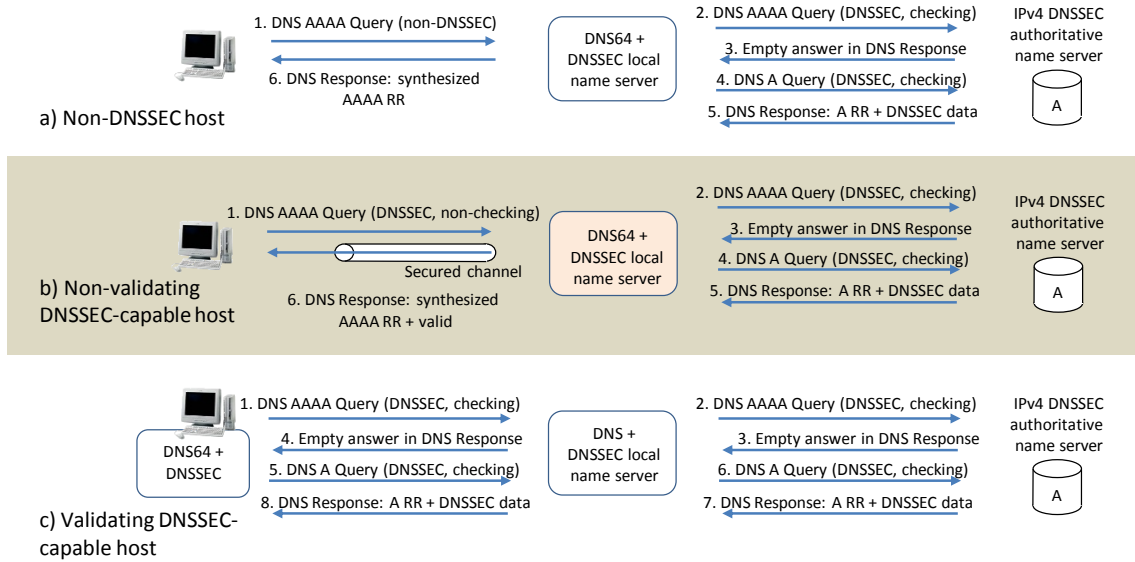 1. DNS AAAA Query (non-DNSSEC)
6. DNS Response: synthesized
AAAA RR
a) Non-DNSSEC host
DNS64 +
DNSSEC local
name server
2. DNS AAAA Query (DNSSEC, checking)
3. Empty answer in DNS Response
4. DNS A Query (DNSSEC, checking)
5. DNS Response: A RR + DNSSEC data
IPv4 DNSSEC
authoritative
name server
A
1. DNS AAAA Query (DNSSEC, non-checking)
Secured channel
6. DNS Response: synthesized
AAAA RR + valid
b) Non-validating
DNSSEC-capable host
DNS64 +
DNSSEC local
name server
2. DNS AAAA Query (DNSSEC, checking)
3. Empty answer in DNS Response
4. DNS A Query (DNSSEC, checking)
5. DNS Response: A RR + DNSSEC data
IPv4 DNSSEC
authoritative
name server
A
DNS64 +
DNSSEC
1. DNS AAAA Query (DNSSEC, checking)
4. Empty answer in DNS Response
5. DNS A Query (DNSSEC, checking)
8. DNS Response: A RR + DNSSEC data
c) Validating DNSSEC-
capable host
DNS +
DNSSEC local
name server
2. DNS AAAA Query (DNSSEC, checking)
3. Empty answer in DNS Response
6. DNS A Query (DNSSEC, checking)
7. DNS Response: A RR + DNSSEC data
IPv4 DNSSEC
authoritative
name server
A